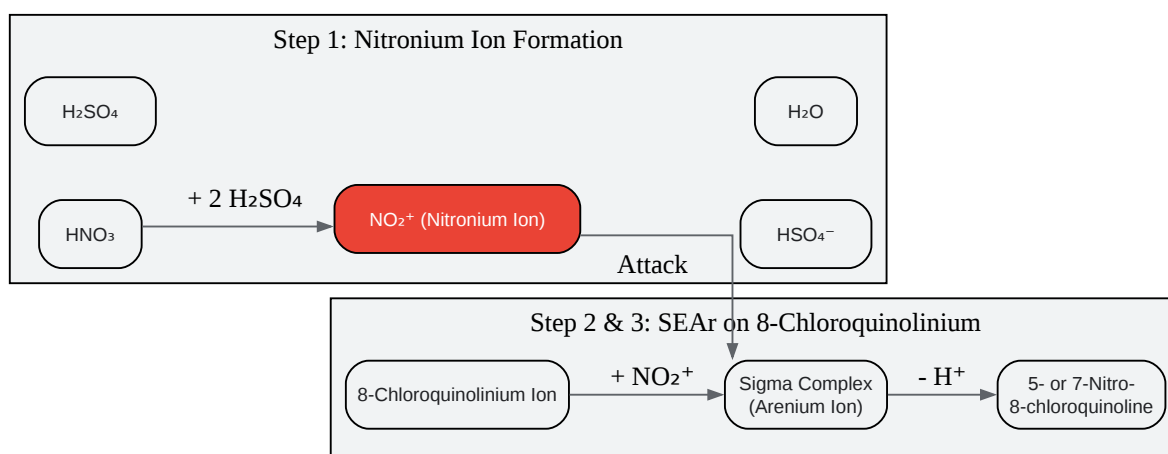 Step 1: Nitronium Ion Formation
H₂SO₄
H₂O
+ 2 H₂SO₄
HNO₃
NO₂⁺ (Nitronium Ion)
HSO₄⁻
Attack
Step 2 & 3: SEAr on 8-Chloroquinolinium
8-Chloroquinolinium Ion
+ NO₂⁺
Sigma Complex
(Arenium Ion)
- H⁺
5- or 7-Nitro-
8-chloroquinoline